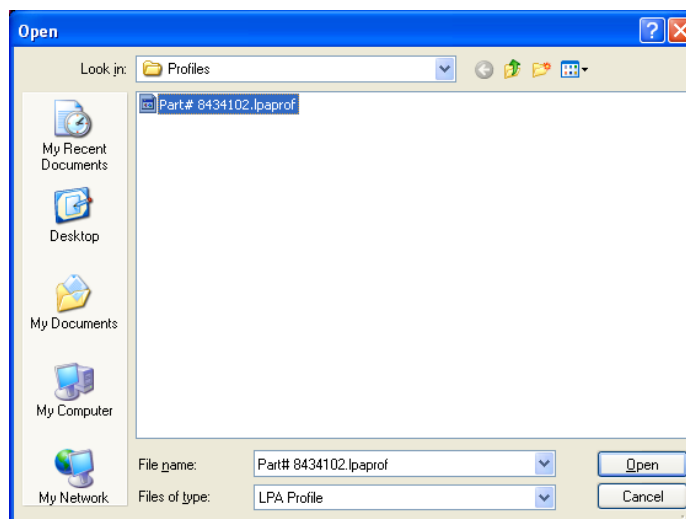 Open
Look in: Profiles
Part# 8434102.lpaprof
My Recent
Documents
Desktop
My Documents
My Computer
My Network
File name: Part# 8434102.lpaprof Open
Files of type: LPA Profile Cancel